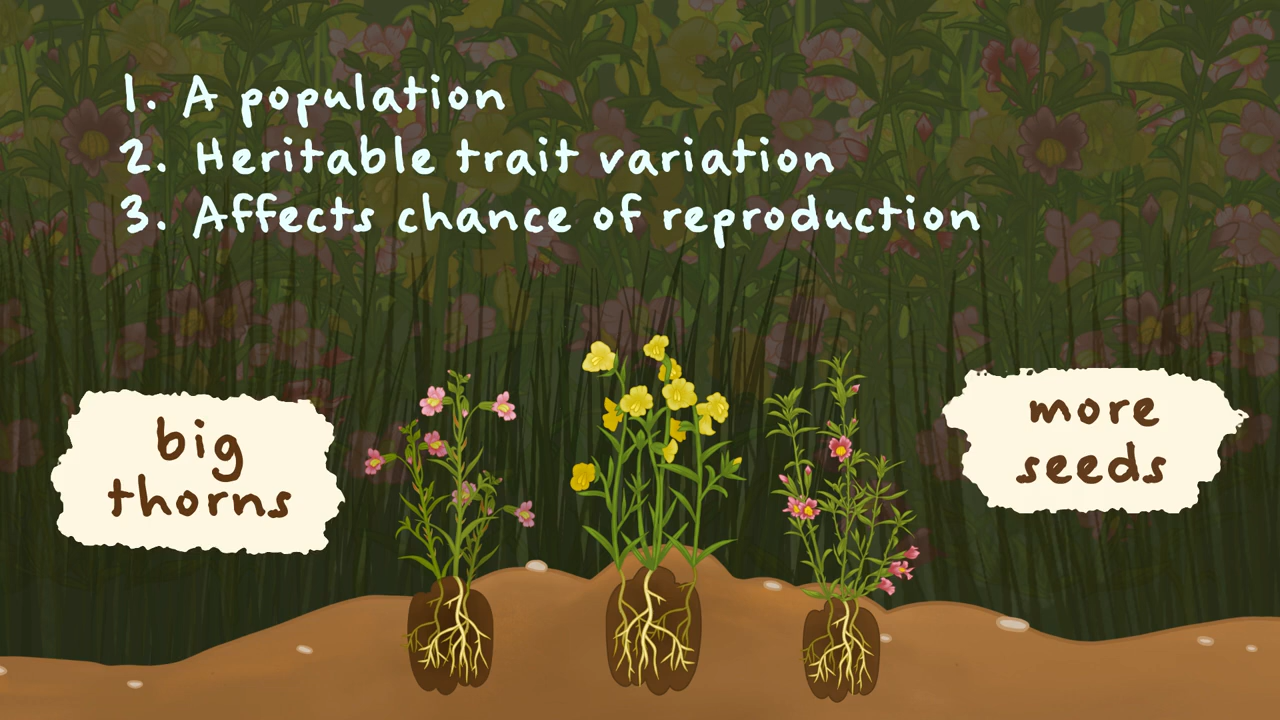 1. A population
2. Heritable trait variation
3. Affects chance of reproduction
big
thorns
more
seeds